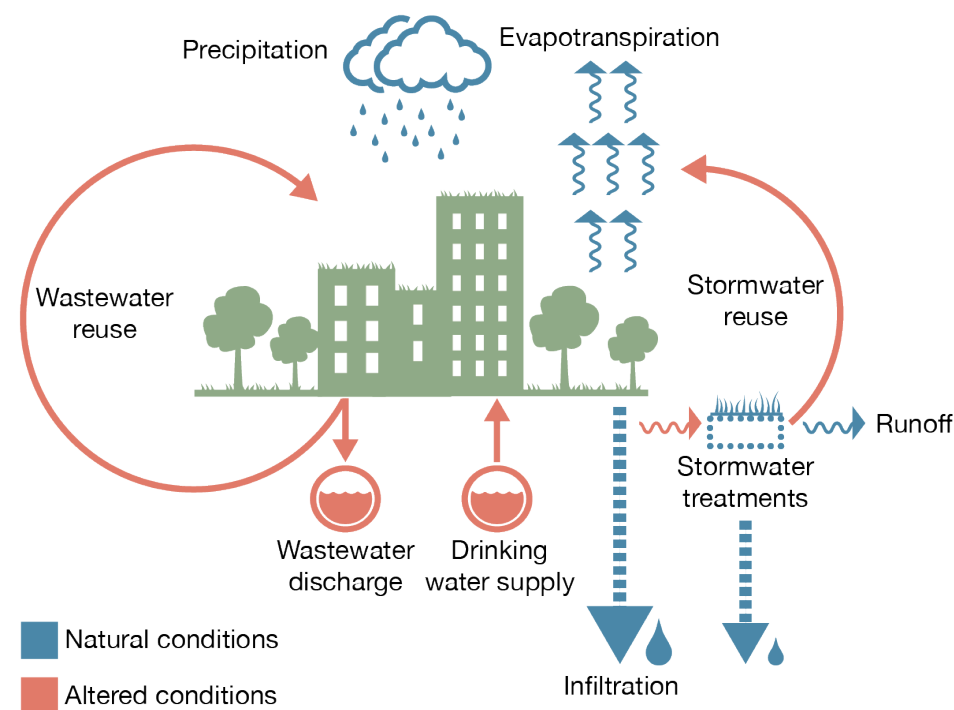 Precipitation
Evapotranspiration
Wastewater
reuse
Stormwater
reuse
Runoff
Stormwater
treatments
Wastewater
discharge
Drinking
water supply
Natural conditions
Infiltration
Altered conditions